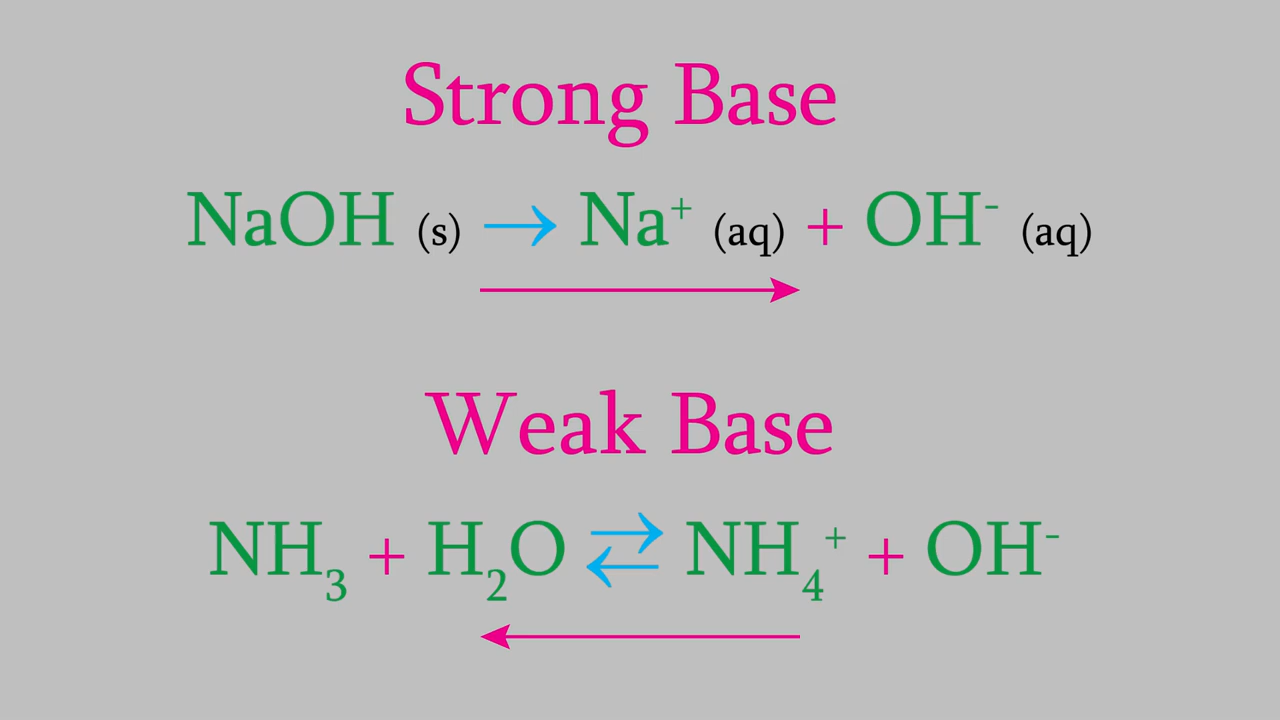 Strong Base
NaOH (s) → Na⁺ (aq) + OH⁻ (aq)
Weak Base
NH₃ + H₂O ⇄ NH₄⁺ + OH⁻